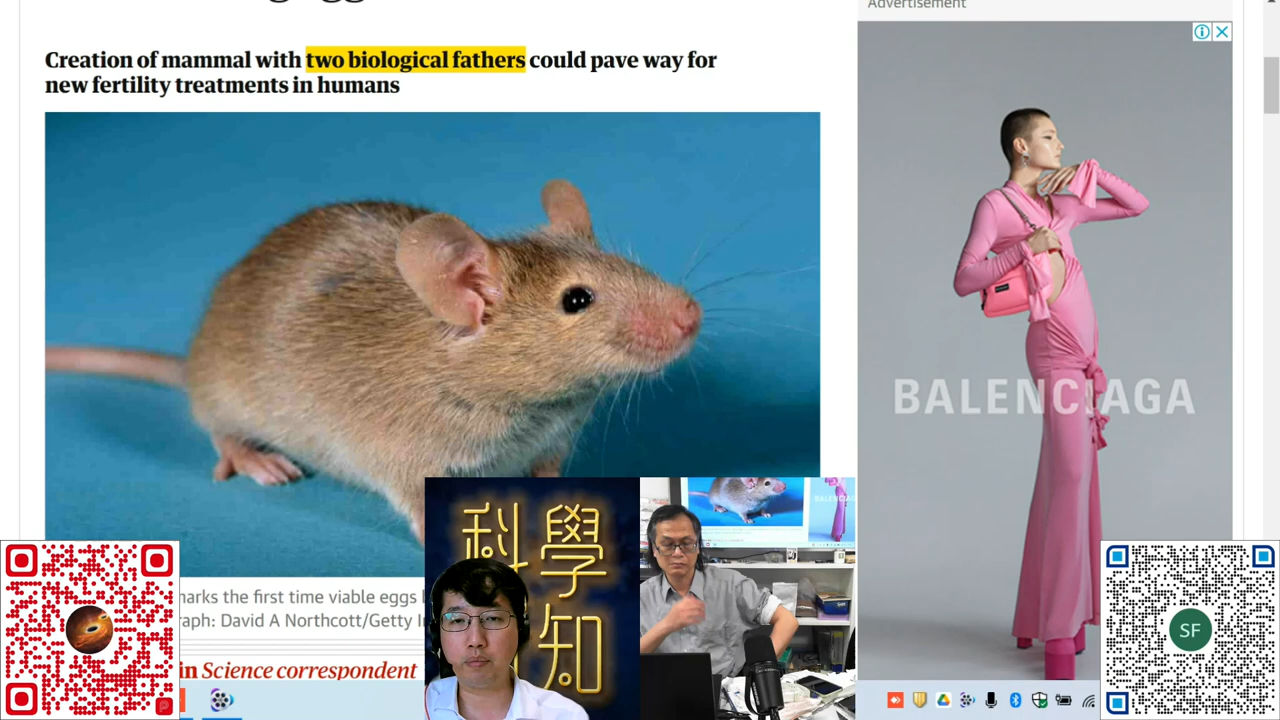 Advertisement
Creation of mammal with two biological fathers could pave way for
new fertility treatments in humans
BALENCIAGA
BALENCIAGA
科學
知
SF
marks the first time viable eggs
raph: David A Northcott/Getty
in Science correspondent